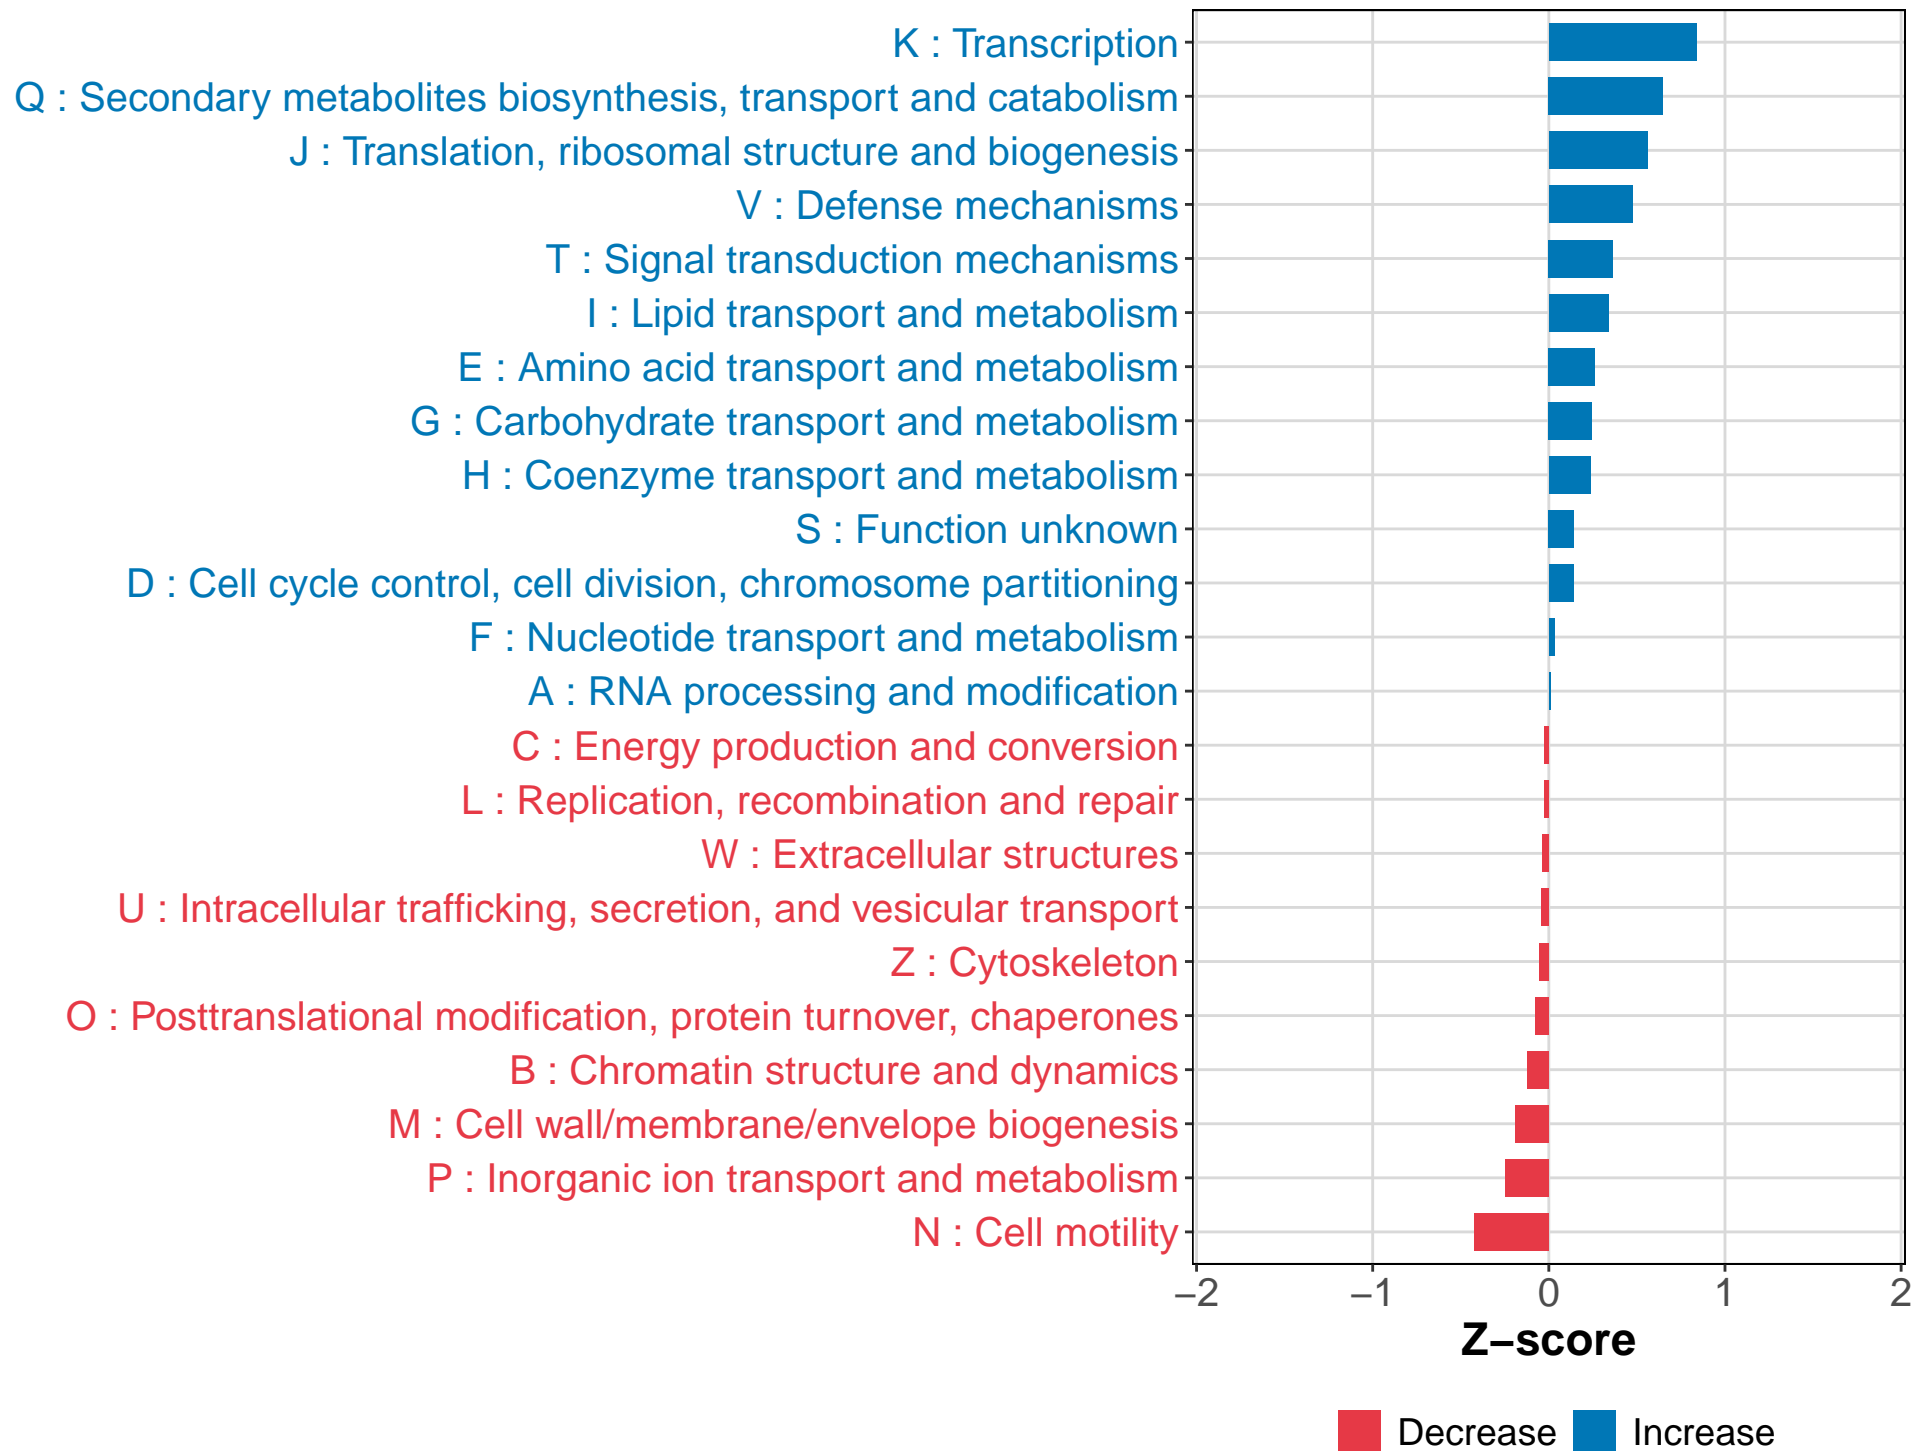 K : Transcription
Q : Secondary metabolites biosynthesis, transport and catabolism
J : Translation, ribosomal structure and biogenesis
V : Defense mechanisms
T : Signal transduction mechanisms
I : Lipid transport and metabolism
E : Amino acid transport and metabolism
G : Carbohydrate transport and metabolism
H : Coenzyme transport and metabolism
S : Function unknown
D : Cell cycle control, cell division, chromosome partitioning
F : Nucleotide transport and metabolism
A : RNA processing and modification
C : Energy production and conversion
L : Replication, recombination and repair
W : Extracellular structures
U : Intracellular trafficking, secretion, and vesicular transport
Z : Cytoskeleton
O : Posttranslational modification, protein turnover, chaperones
B : Chromatin structure and dynamics
M : Cell wall/membrane/envelope biogenesis
P : Inorganic ion transport and metabolism
N : Cell motility
−2 −1 0 1 2
Z−score
Decrease Increase